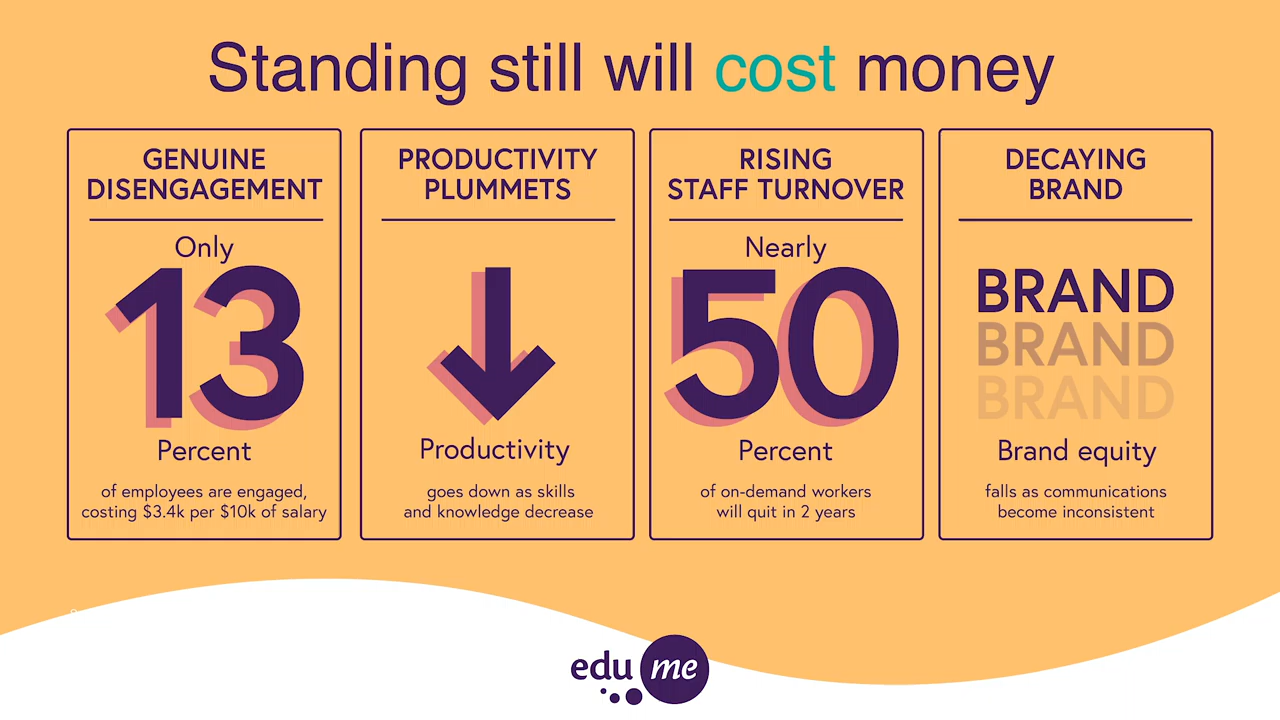 Standing still will cost money
GENUINE
DISENGAGEMENT
Only
13
Percent
of employees are engaged,
costing $3.4k per $10k of salary
PRODUCTIVITY
PLUMMETS
Productivity
goes down as skills
and knowledge decrease
RISING
STAFF TURNOVER
Nearly
50
Percent
of on-demand workers
will quit in 2 years
DECAYING
BRAND
BRAND
BRAND
BRAND
Brand equity
falls as communications
become inconsistent
edu me